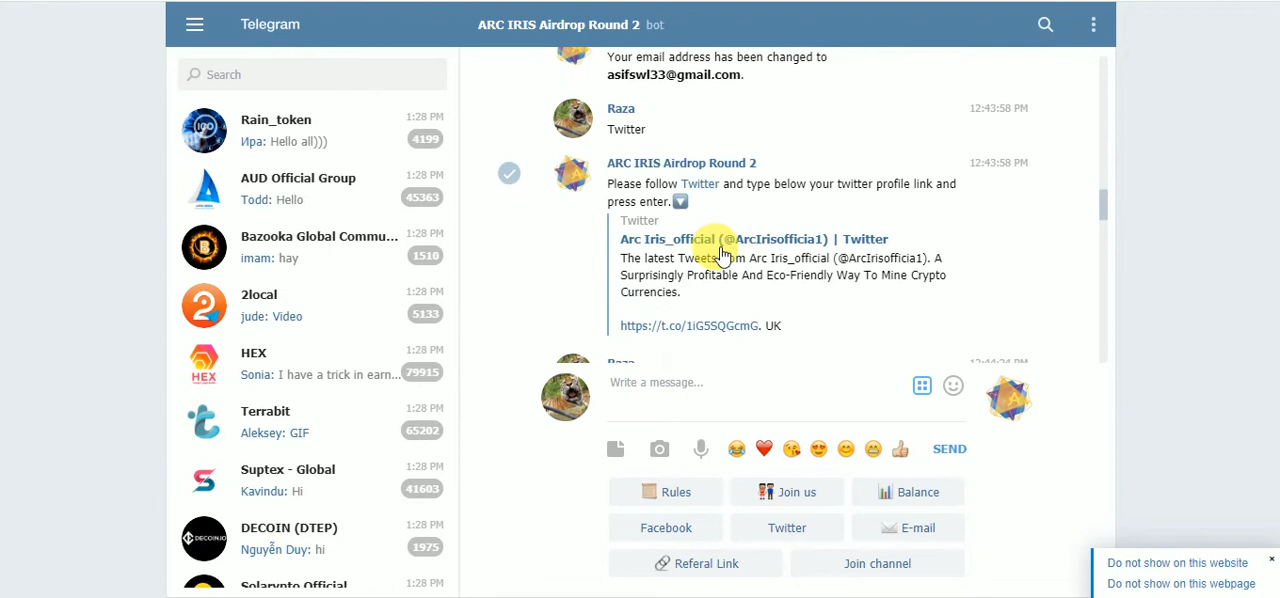 Telegram
ARC IRIS Airdrop Round 2 bot
Search
Rain_token 1:28 PM
Ира: Hello all))) 4199
AUD Official Group 1:28 PM
Todd: Hello 45363
Bazooka Global Commu... 1:28 PM
imam: hay 1510
2local 1:28 PM
jude: Video 5133
HEX 1:28 PM
Sonia: I have a trick in earn... 79915
Terrabit 1:28 PM
Aleksey: GIF 65202
Suptex - Global 1:28 PM
Kavindu: Hi 41603
DECOIN (DTEP) 1:28 PM
Nguyễn Duy: hi 1975
Solarypto Official 1:28 PM
Your email address has been changed to
asifswl33@gmail.com.
Raza 12:43:58 PM
Twitter
ARC IRIS Airdrop Round 2 12:43:58 PM
Please follow Twitter and type below your twitter profile link and
press enter.
Twitter
Arc Iris_official (@ArcIrisofficia1) | Twitter
The latest Tweets from Arc Iris_official (@ArcIrisofficia1). A
Surprisingly Profitable And Eco-Friendly Way To Mine Crypto
Currencies.
https://t.co/1iG5SQGcmG. UK
Raza 12:44:24 PM
Write a message...
SEND
Rules Join us Balance
Facebook Twitter E-mail
Referal Link Join channel
Do not show on this website
Do not show on this webpage